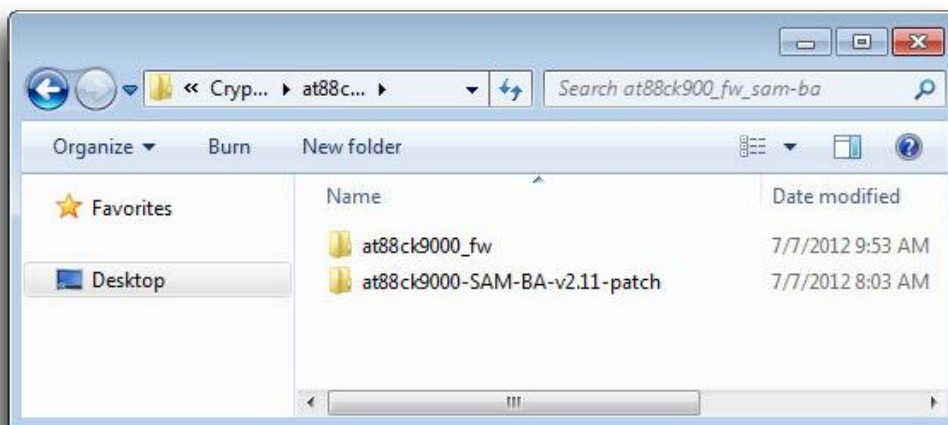 « Cryp... ▸ at88c... ▸ Search at88ck900_fw_sam-ba
Organize Burn New folder
Favorites
Desktop
Name Date modified
at88ck9000_fw 7/7/2012 9:53 AM
at88ck9000-SAM-BA-v2.11-patch 7/7/2012 8:03 AM